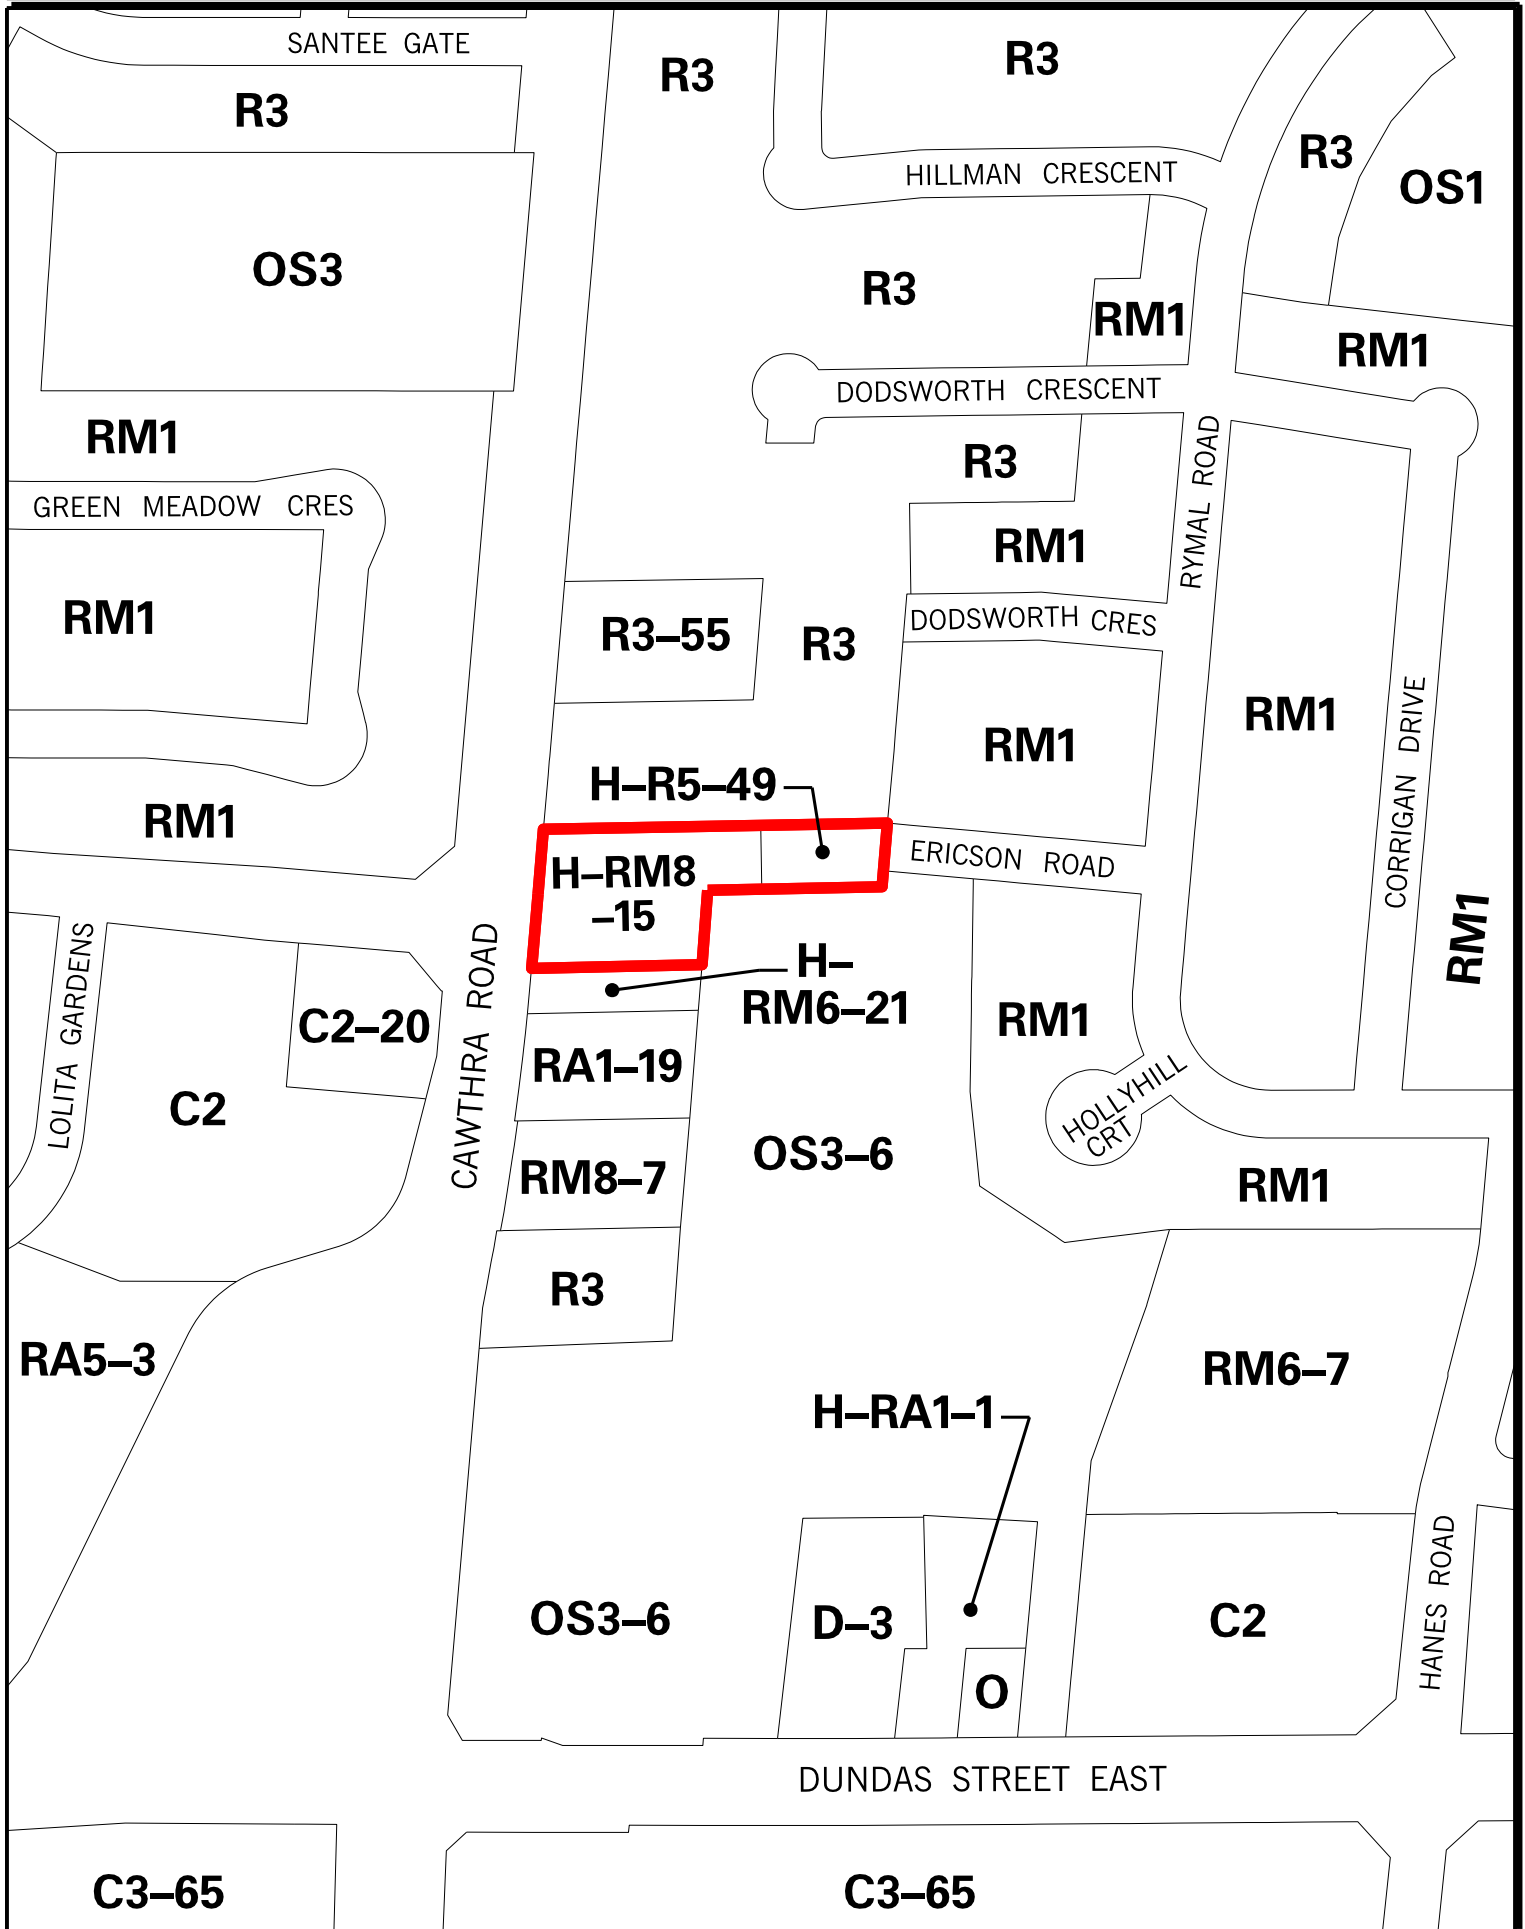 SANTEE GATE
R3
R3
R3
R3
OS1
HILLMAN CRESCENT
OS3
R3
RM1
RM1
DODSWORTH CRESCENT
RM1
R3
RYMAL ROAD
GREEN MEADOW CRES
RM1
RM1
R3–55
R3
DODSWORTH CRES
RM1
RM1
CORRIGAN DRIVE
H–R5–49
RM1
ERICSON ROAD
H–RM8
–15
RM1
LOLITA GARDENS
CAWTHRA ROAD
H–
RM6–21
C2–20
RM1
RA1–19
C2
HOLLYHILL
CRT
OS3–6
RM8–7
RM1
R3
RA5–3
RM6–7
H–RA1–1
OS3–6
D–3
C2
HANES ROAD
O
DUNDAS STREET EAST
C3–65
C3–65